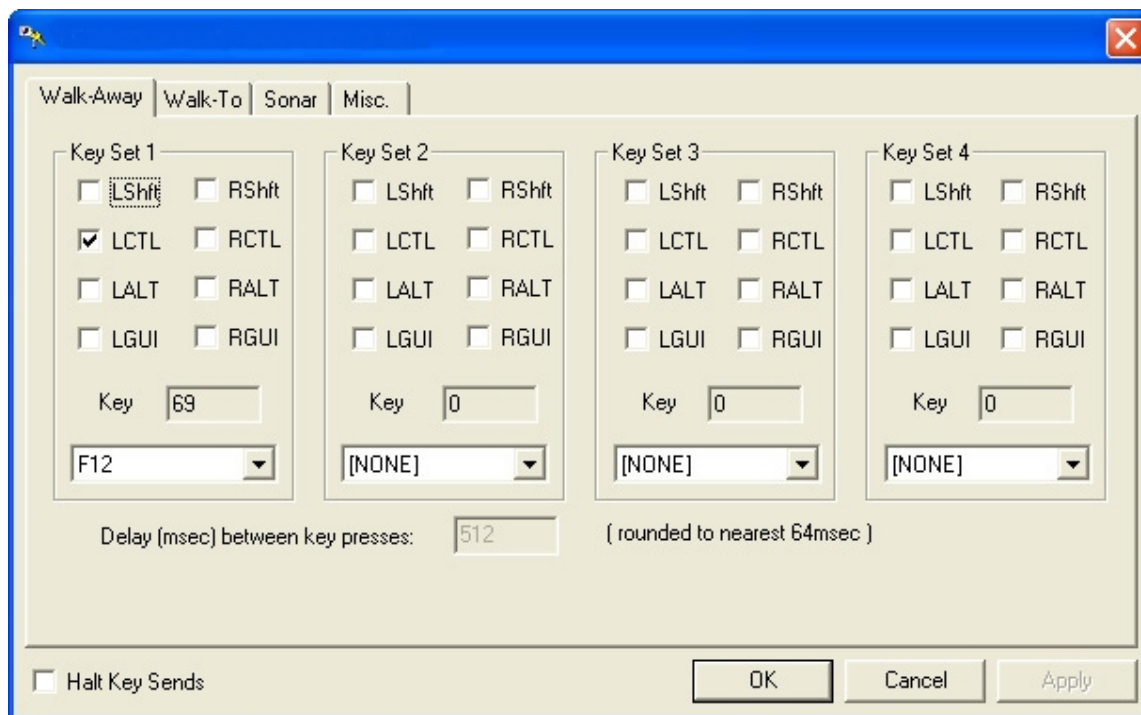 Walk-Away Walk-To Sonar Misc.
Key Set 1 Key Set 2 Key Set 3 Key Set 4
LShft RShft LShft RShft LShft RShft LShft RShft
LCTL RCTL LCTL RCTL LCTL RCTL LCTL RCTL
LALT RALT LALT RALT LALT RALT LALT RALT
LGUI RGUI LGUI RGUI LGUI RGUI LGUI RGUI
Key 69 Key 0 Key 0 Key 0
F12 [NONE] [NONE] [NONE]
Delay (msec) between key presses: 512 ( rounded to nearest 64msec )
Halt Key Sends OK Cancel Apply